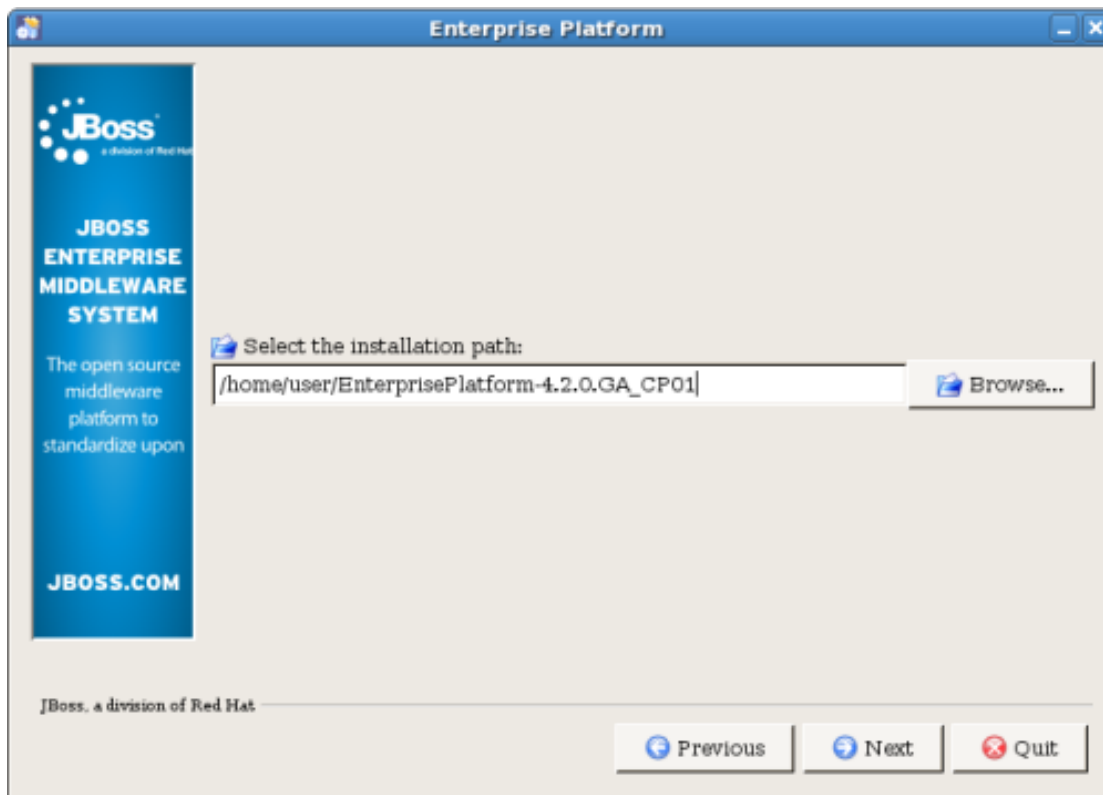 Enterprise Platform
JBoss
a division of Red Hat
JBOSS
ENTERPRISE
MIDDLEWARE
SYSTEM
The open source
middleware
platform to
standardize upon
JBOSS.COM
Select the installation path:
/home/user/EnterprisePlatform-4.2.0.GA_CP01
Browse...
JBoss, a division of Red Hat
Previous
Next
Quit